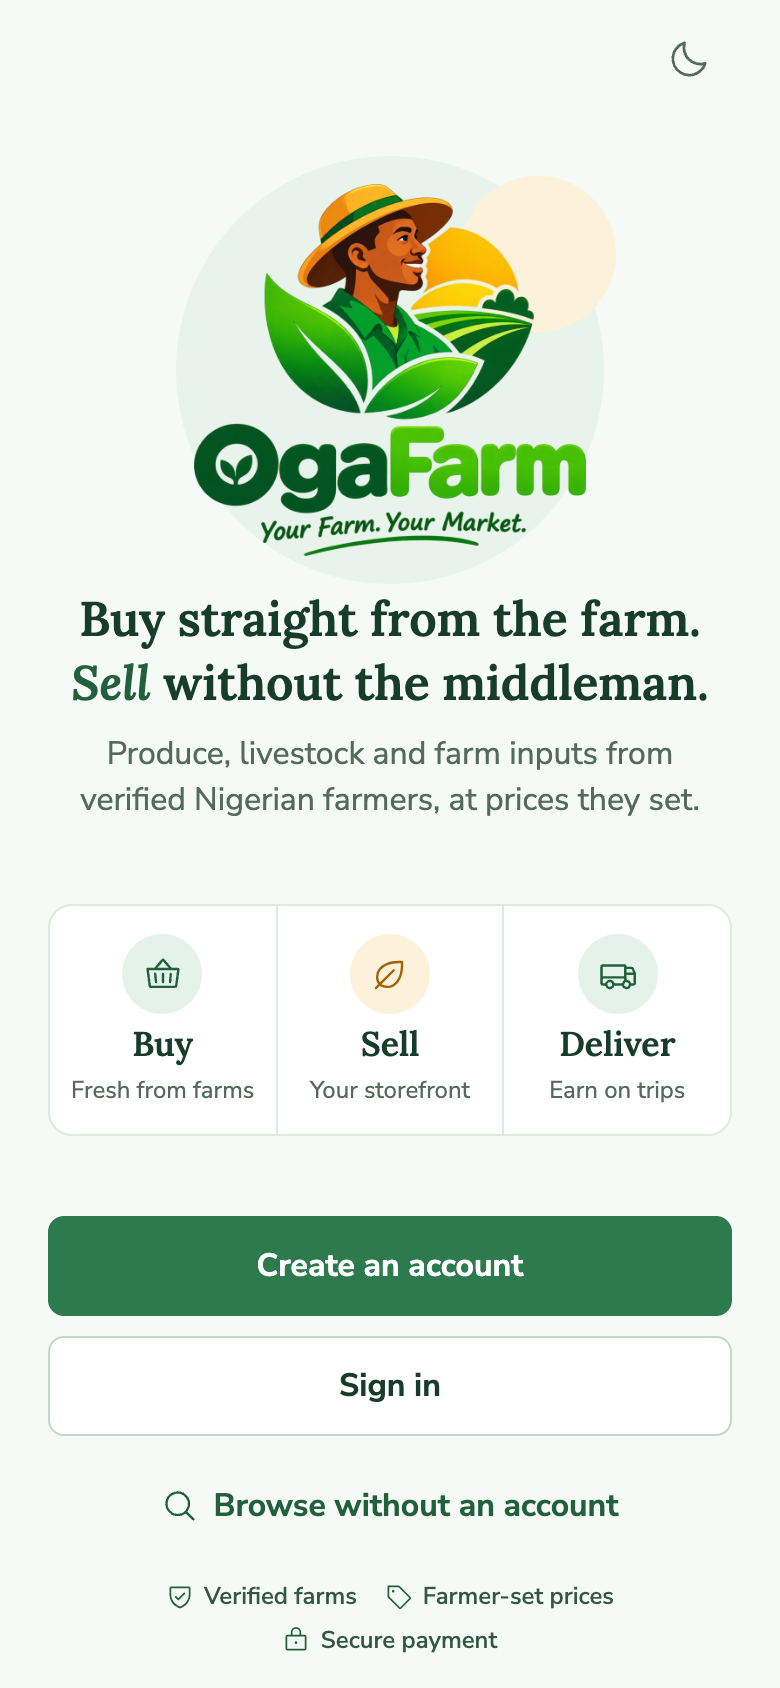 OgaFarm
Your Farm. Your Market.
Buy straight from the farm.
Sell without the middleman.
Produce, livestock and farm inputs from
verified Nigerian farmers, at prices they set.
Buy
Fresh from farms
Sell
Your storefront
Deliver
Earn on trips
Create an account
Sign in
Browse without an account
Verified farms
Farmer-set prices
Secure payment